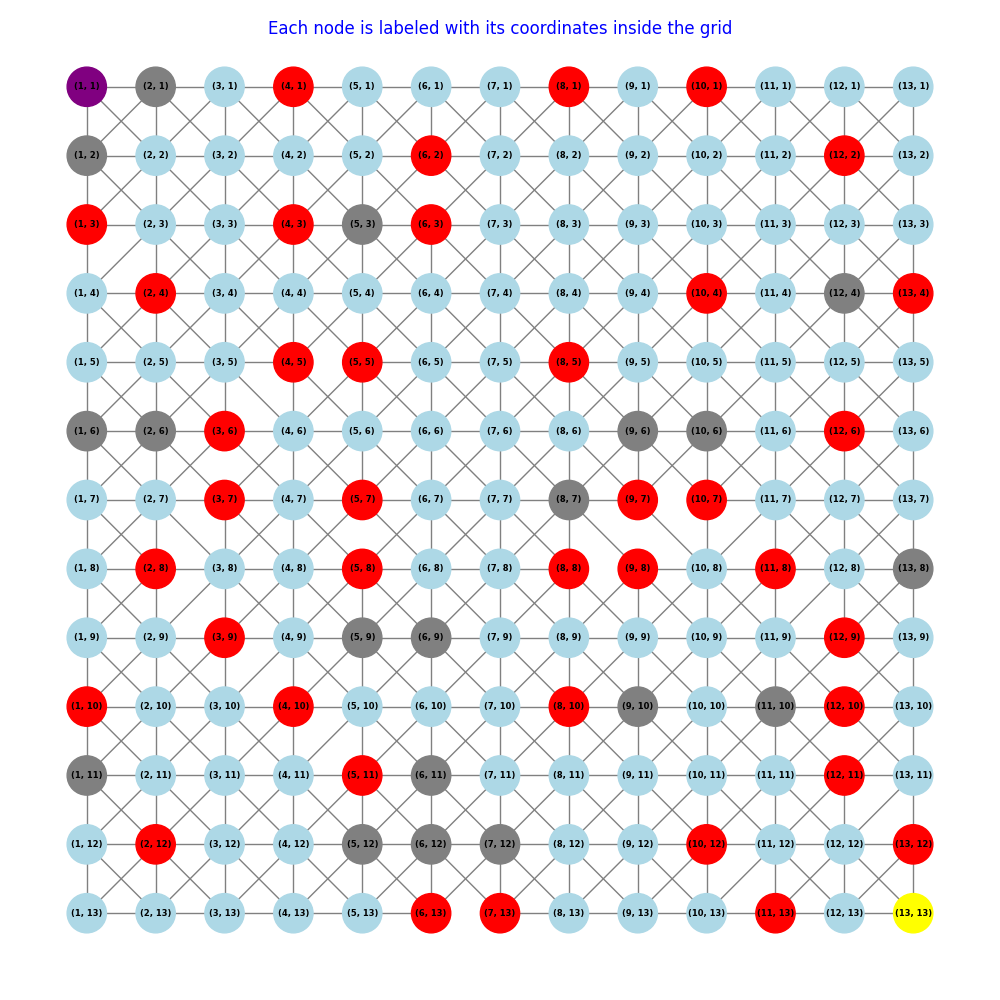 Each node is labeled with its coordinates inside the grid
(1, 1) (2, 1) (3, 1) (4, 1) (5, 1) (6, 1) (7, 1) (8, 1) (9, 1) (10, 1) (11, 1) (12, 1) (13, 1)
(1, 2) (2, 2) (3, 2) (4, 2) (5, 2) (6, 2) (7, 2) (8, 2) (9, 2) (10, 2) (11, 2) (12, 2) (13, 2)
(1, 3) (2, 3) (3, 3) (4, 3) (5, 3) (6, 3) (7, 3) (8, 3) (9, 3) (10, 3) (11, 3) (12, 3) (13, 3)
(1, 4) (2, 4) (3, 4) (4, 4) (5, 4) (6, 4) (7, 4) (8, 4) (9, 4) (10, 4) (11, 4) (12, 4) (13, 4)
(1, 5) (2, 5) (3, 5) (4, 5) (5, 5) (6, 5) (7, 5) (8, 5) (9, 5) (10, 5) (11, 5) (12, 5) (13, 5)
(1, 6) (2, 6) (3, 6) (4, 6) (5, 6) (6, 6) (7, 6) (8, 6) (9, 6) (10, 6) (11, 6) (12, 6) (13, 6)
(1, 7) (2, 7) (3, 7) (4, 7) (5, 7) (6, 7) (7, 7) (8, 7) (9, 7) (10, 7) (11, 7) (12, 7) (13, 7)
(1, 8) (2, 8) (3, 8) (4, 8) (5, 8) (6, 8) (7, 8) (8, 8) (9, 8) (10, 8) (11, 8) (12, 8) (13, 8)
(1, 9) (2, 9) (3, 9) (4, 9) (5, 9) (6, 9) (7, 9) (8, 9) (9, 9) (10, 9) (11, 9) (12, 9) (13, 9)
(1, 10) (2, 10) (3, 10) (4, 10) (5, 10) (6, 10) (7, 10) (8, 10) (9, 10) (10, 10) (11, 10) (12, 10) (13, 10)
(1, 11) (2, 11) (3, 11) (4, 11) (5, 11) (6, 11) (7, 11) (8, 11) (9, 11) (10, 11) (11, 11) (12, 11) (13, 11)
(1, 12) (2, 12) (3, 12) (4, 12) (5, 12) (6, 12) (7, 12) (8, 12) (9, 12) (10, 12) (11, 12) (12, 12) (13, 12)
(1, 13) (2, 13) (3, 13) (4, 13) (5, 13) (6, 13) (7, 13) (8, 13) (9, 13) (10, 13) (11, 13) (12, 13) (13, 13)